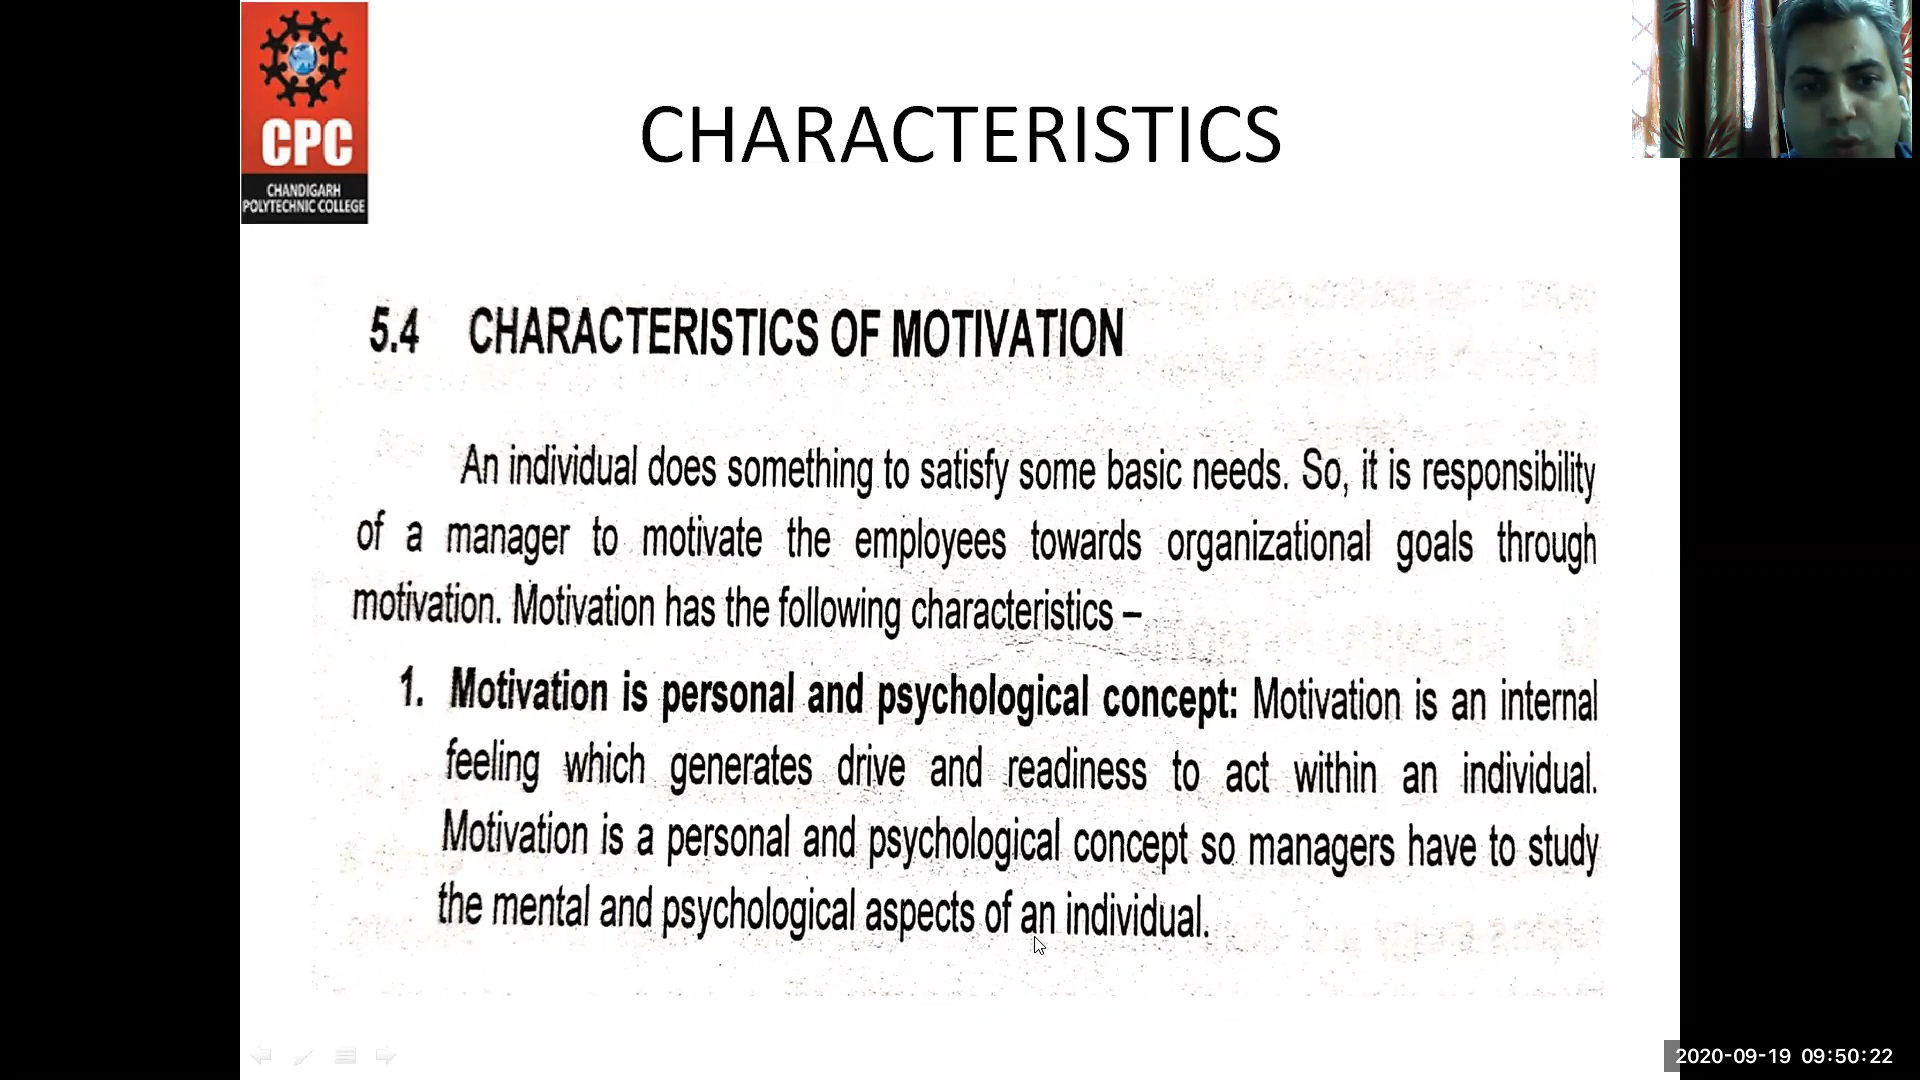 CPC
CHANDIGARH
POLYTECHNIC COLLEGE
CHARACTERISTICS
5.4 CHARACTERISTICS OF MOTIVATION
An individual does something to satisfy some basic needs. So, it is responsibility
of a manager to motivate the employees towards organizational goals through
motivation. Motivation has the following characteristics –
1. Motivation is personal and psychological concept: Motivation is an internal
feeling which generates drive and readiness to act within an individual.
Motivation is a personal and psychological concept so managers have to study
the mental and psychological aspects of an individual.
2020-09-19 09:50:22